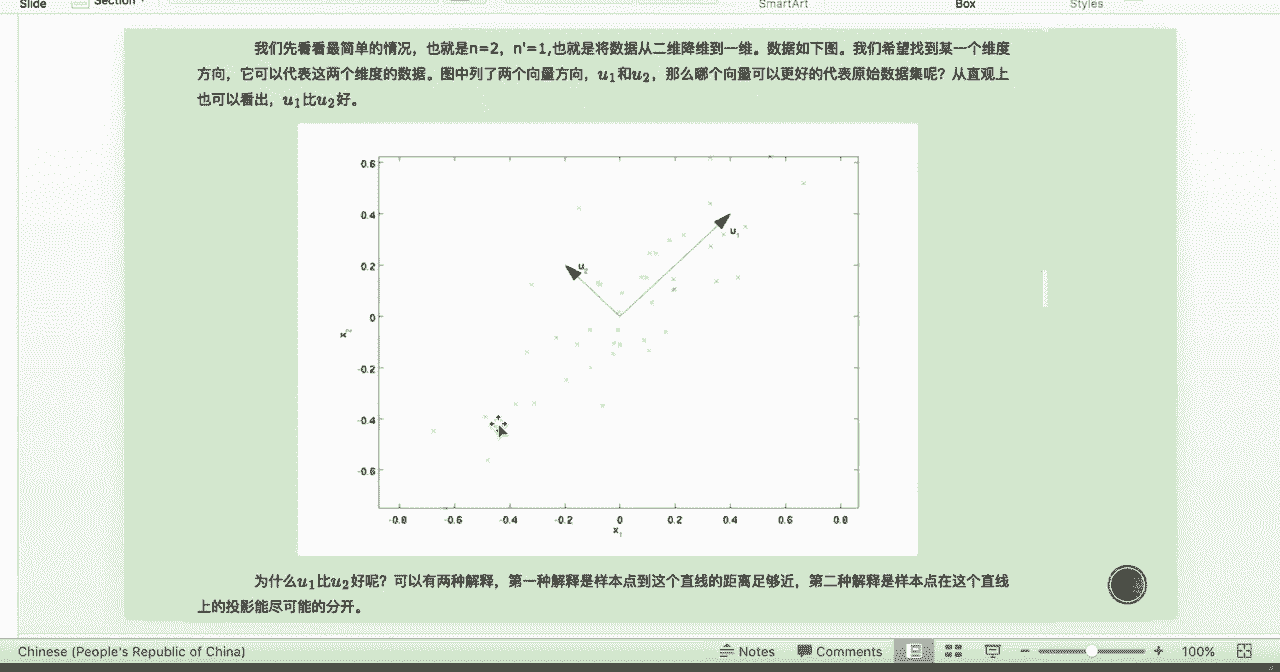 Slide Section SmartArt Box Styles
我们先看看最简单的情况，也就是n=2，n'=1,也就是将数据从二维降维到一维。数据如下图。我们希望找到某一个维度
方向，它可以代表这两个维度的数据。图中列了两个向量方向，u₁和u₂，那么哪个向量可以更好的代表原始数据集呢？从直观上
也可以看出，u₁比u₂好。
0.6
0.4
u₁
0.2
u₂
0
x₂
-0.2
-0.4
-0.6
-0.8 -0.6 -0.4 -0.2 0 0.2 0.4 0.6 0.8
x₁
为什么u₁比u₂好呢？可以有两种解释，第一种解释是样本点到这个直线的距离足够近，第二种解释是样本点在这个直线
上的投影能尽可能的分开。
Chinese (People's Republic of China) Notes Comments 100%